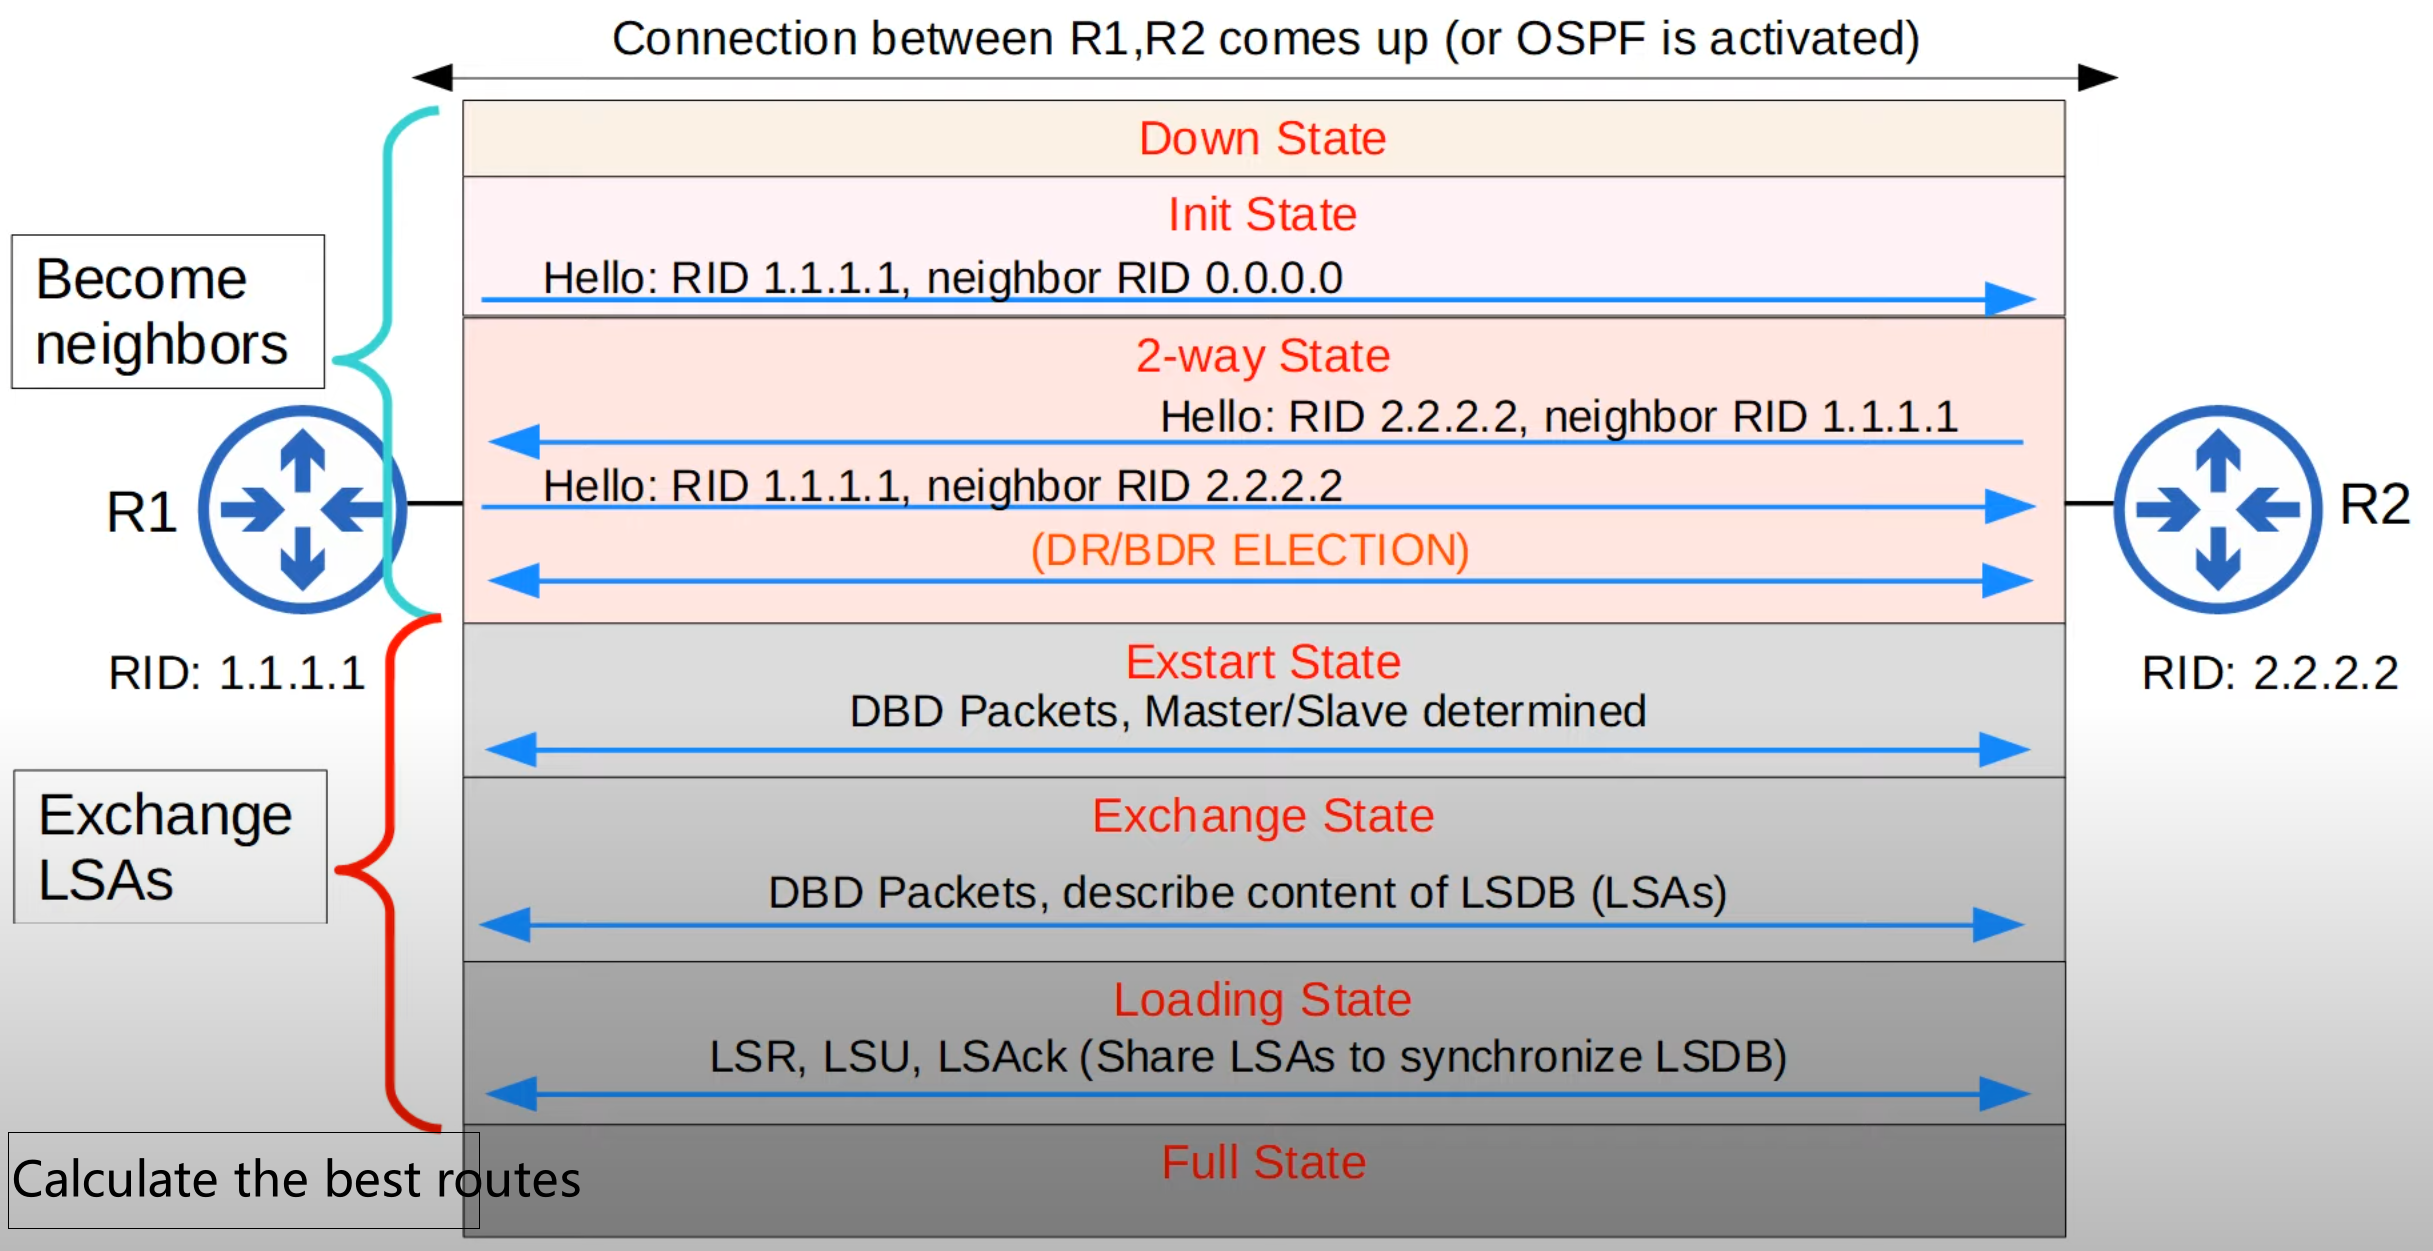 Connection between R1,R2 comes up (or OSPF is activated)
Down State
Init State
Hello: RID 1.1.1.1, neighbor RID 0.0.0.0
Become
neighbors
2-way State
Hello: RID 2.2.2.2, neighbor RID 1.1.1.1
Hello: RID 1.1.1.1, neighbor RID 2.2.2.2
(DR/BDR ELECTION)
R1
R2
RID: 1.1.1.1
RID: 2.2.2.2
Exstart State
DBD Packets, Master/Slave determined
Exchange
LSAs
Exchange State
DBD Packets, describe content of LSDB (LSAs)
Loading State
LSR, LSU, LSAck (Share LSAs to synchronize LSDB)
Full State
Calculate the best routes